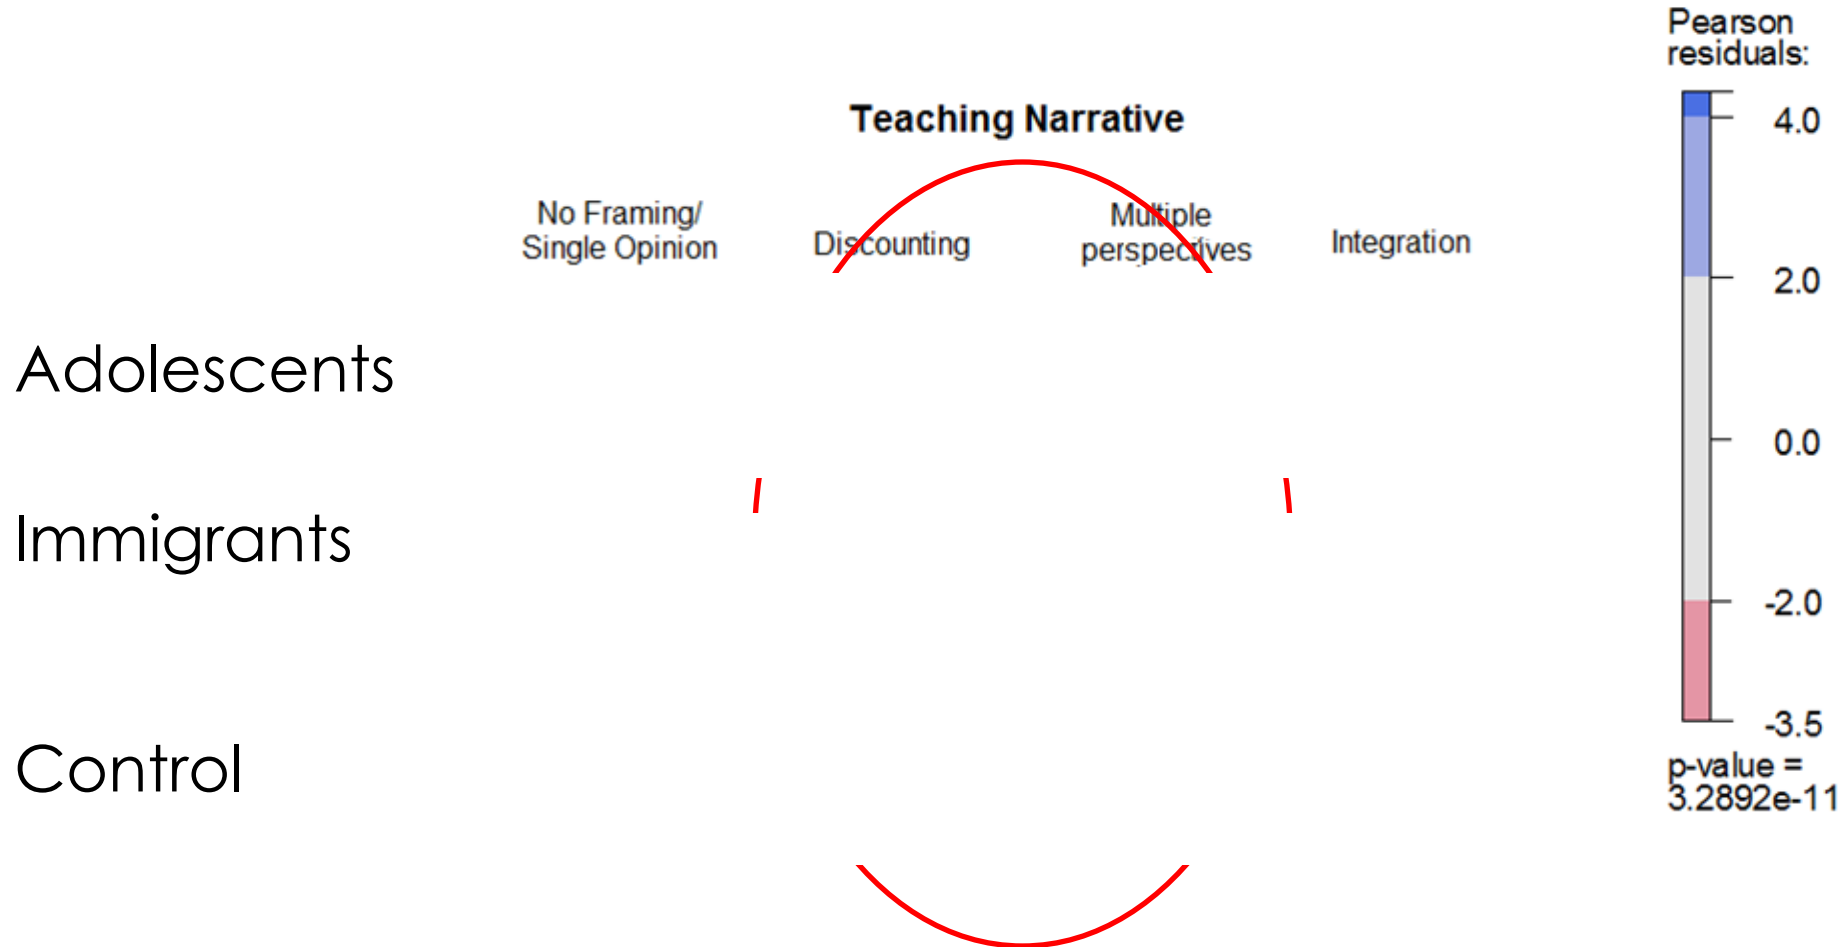 Pearson
residuals:
Teaching Narrative
No Framing/
Single Opinion
Discounting
Multiple
perspectives
Integration
Adolescents
Immigrants
Control
4.0
2.0
0.0
-2.0
-3.5
p-value =
3.2892e-11